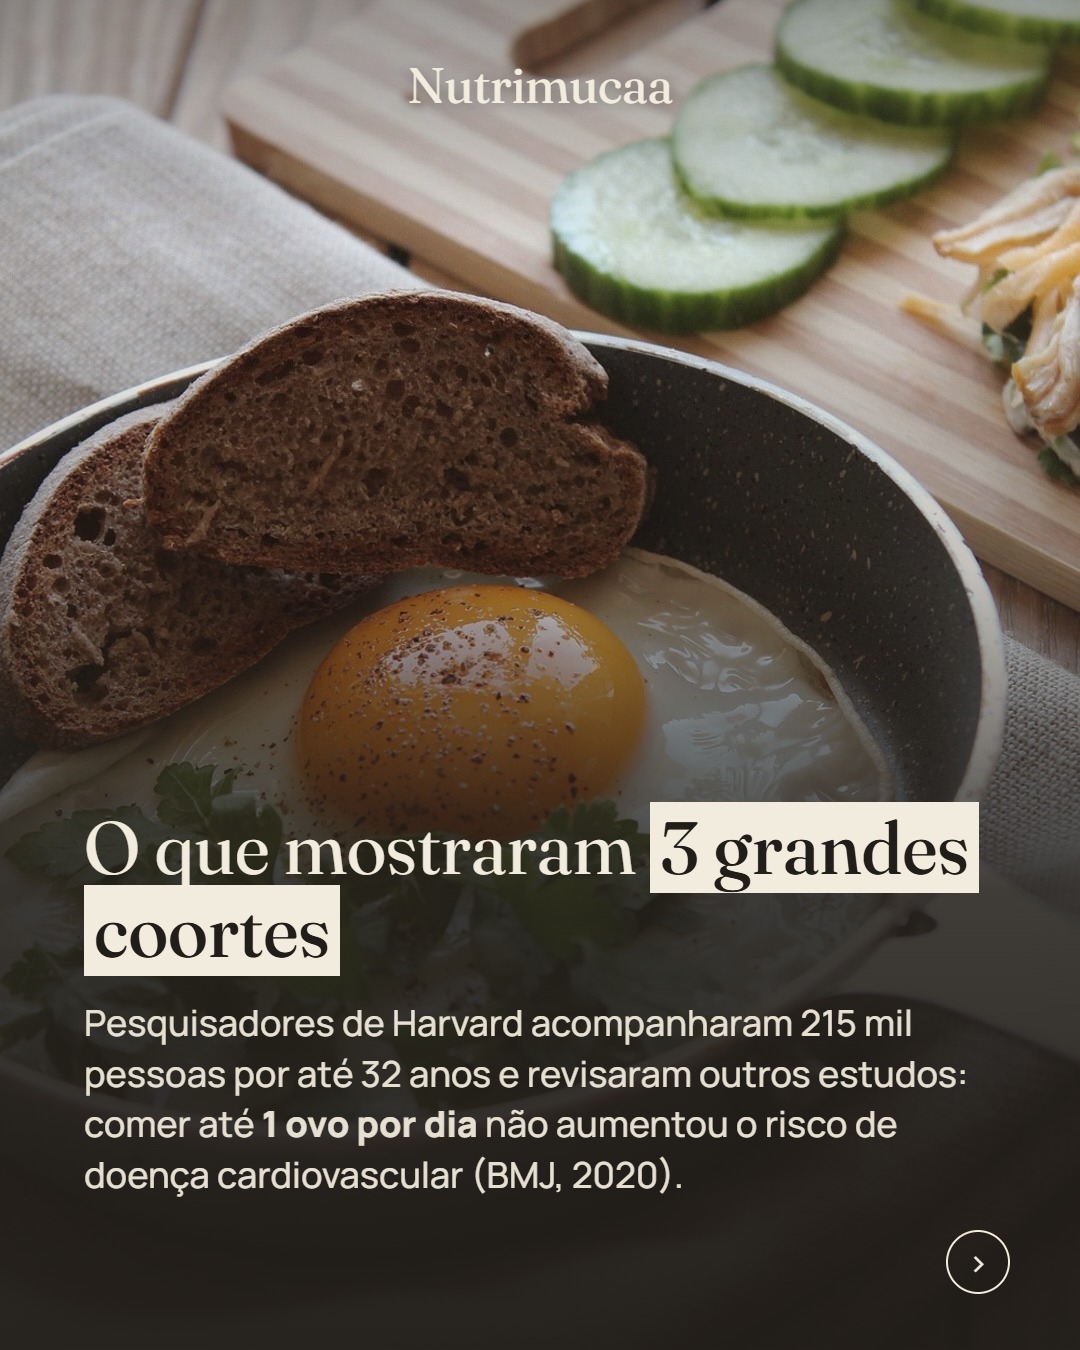 Nutrimucaa
O que mostraram 3 grandes
coortes
Pesquisadores de Harvard acompanharam 215 mil
pessoas por até 32 anos e revisaram outros estudos:
comer até 1 ovo por dia não aumentou o risco de
doença cardiovascular (BMJ, 2020).